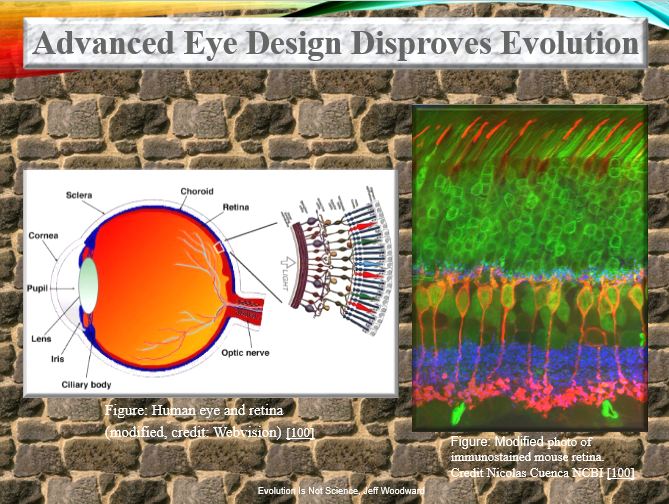 Advanced Eye Design Disproves Evolution
Sclera
Choroid
Retina
Cornea
Pupil
LIGHT
Lens
Iris
Optic nerve
Ciliary body
Figure: Human eye and retina
(modified, credit: Webvision) [100]
Figure: Modified photo of
immunostained mouse retina.
Credit Nicolas Cuenca NCBI [100]
Evolution Is Not Science, Jeff Woodward